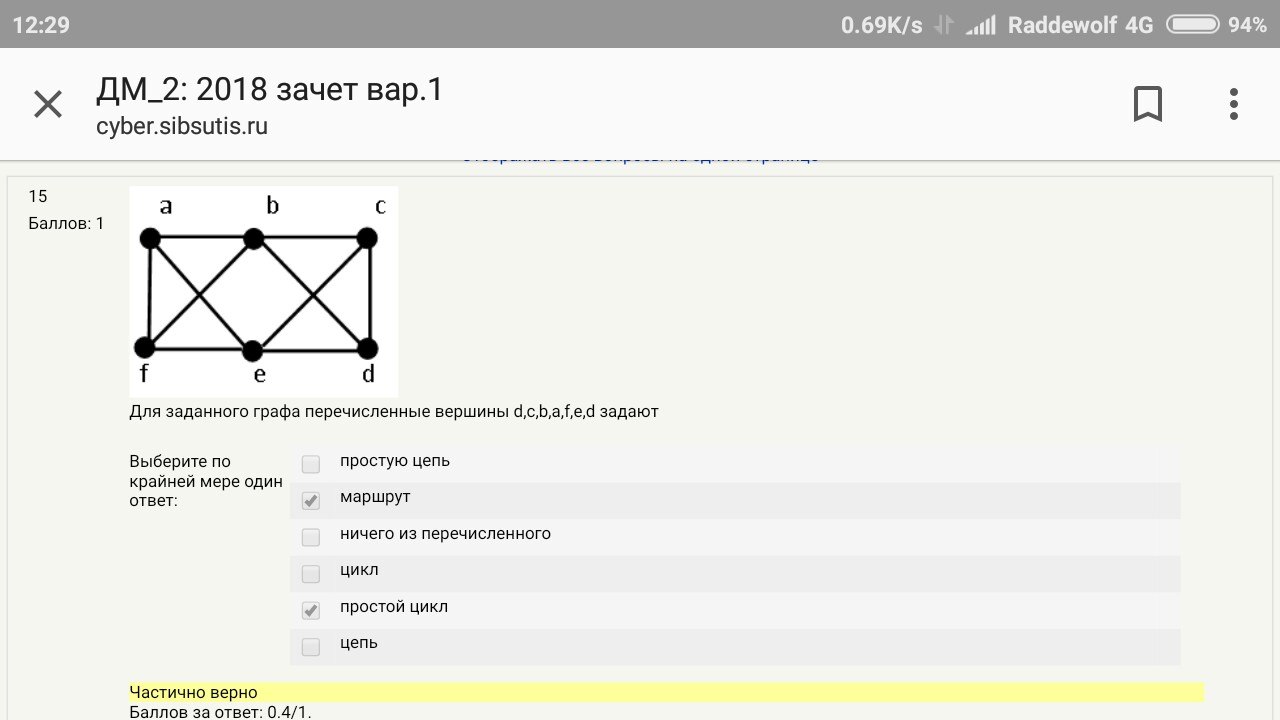 12:29 0.69K/s Raddewolf 4G 94%
ДМ_2: 2018 зачет вар.1
cyber.sibsutis.ru
15
Баллов: 1
a b c
f e d
Для заданного графа перечисленные вершины d,c,b,a,f,e,d задают
Выберите по
крайней мере один
ответ:
простую цепь
маршрут
ничего из перечисленного
цикл
простой цикл
цепь
Частично верно
Баллов за ответ: 0.4/1.